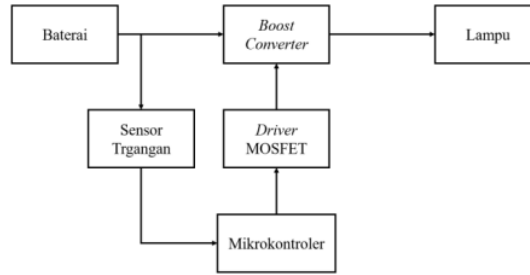 Baterai
Boost
Converter
Lampu
Sensor
Trgangan
Driver
MOSFET
Mikrokontroler